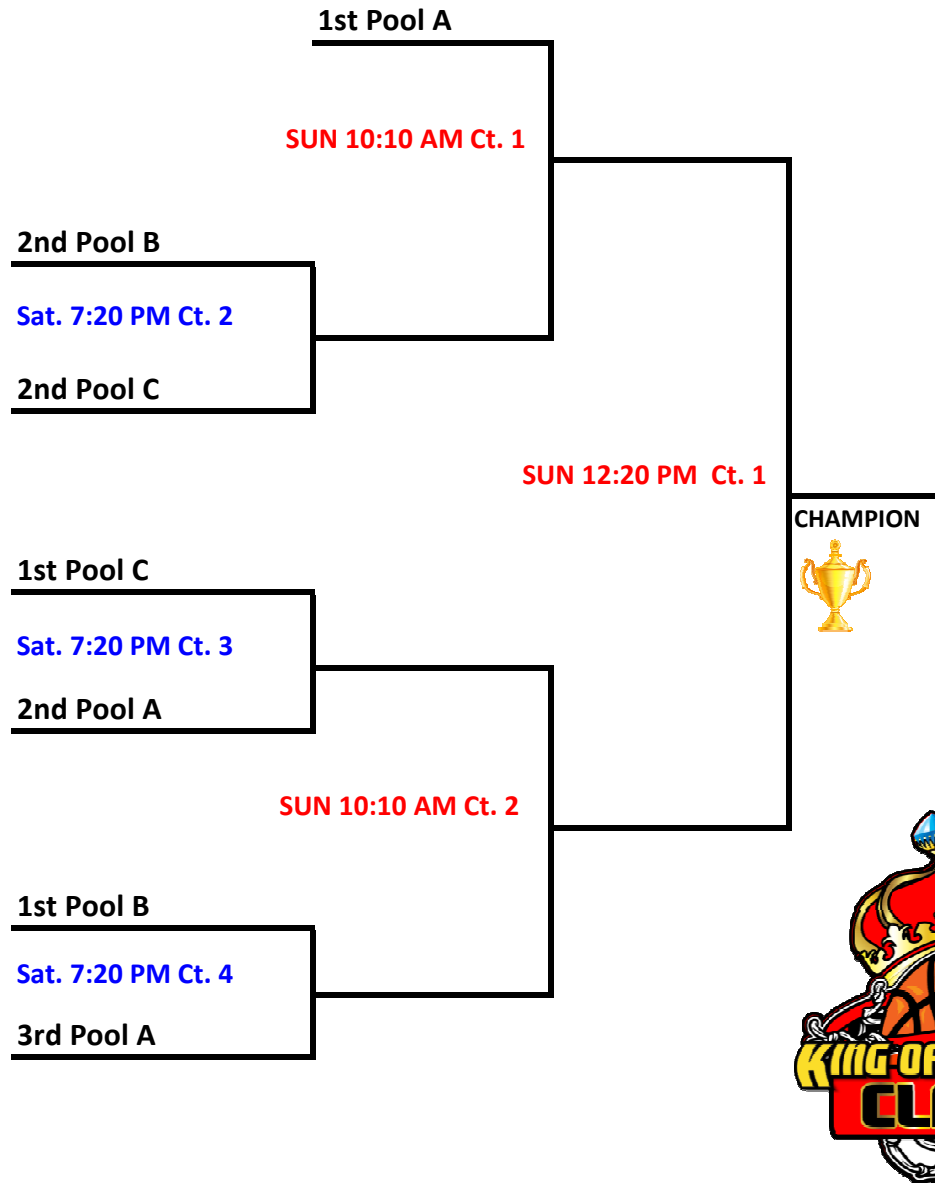 1st Pool A
SUN 10:10 AM Ct. 1
2nd Pool B
Sat. 7:20 PM Ct. 2
2nd Pool C
SUN 12:20 PM  Ct. 1
CHAMPION
1st Pool C
Sat. 7:20 PM Ct. 3
2nd Pool A
SUN 10:10 AM Ct. 2
1st Pool B
Sat. 7:20 PM Ct. 4
3rd Pool A
KING OF